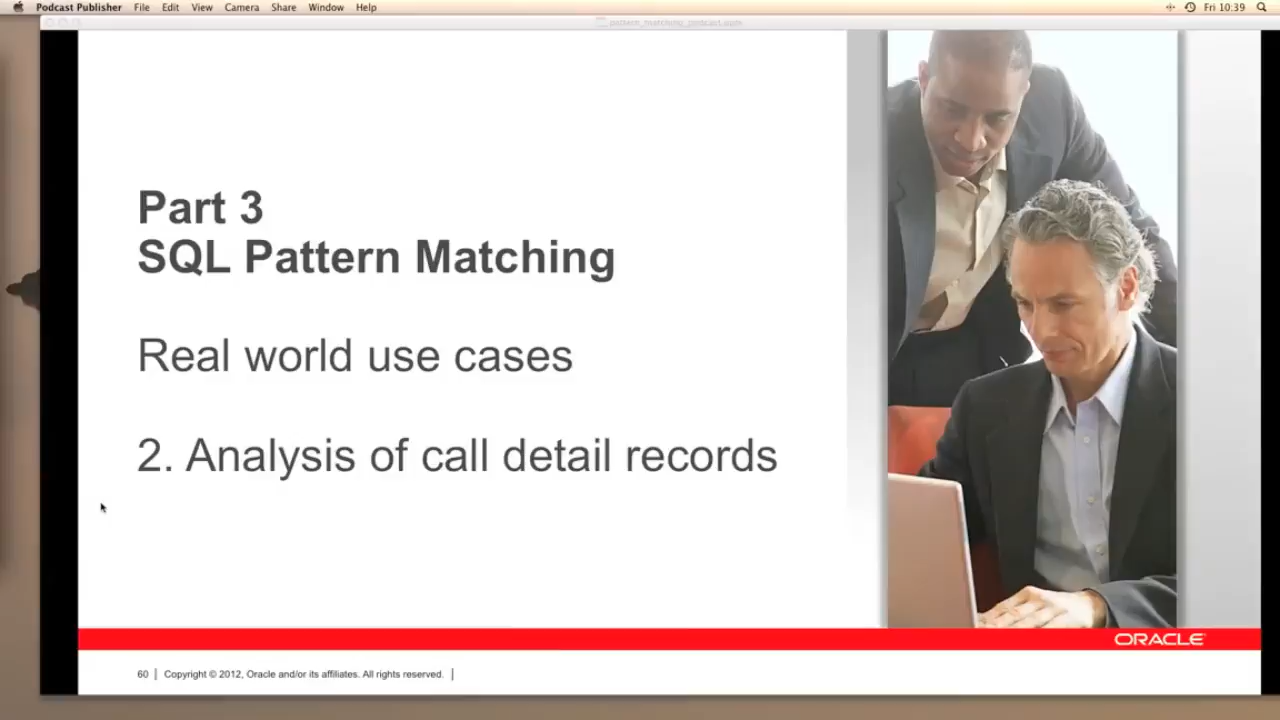 Podcast Publisher File Edit View Camera Share Window Help Fri 10:39
pattern_matching_podcast.pptx
Part 3
SQL Pattern Matching
Real world use cases
2. Analysis of call detail records
ORACLE
60 | Copyright © 2012, Oracle and/or its affiliates. All rights reserved. |